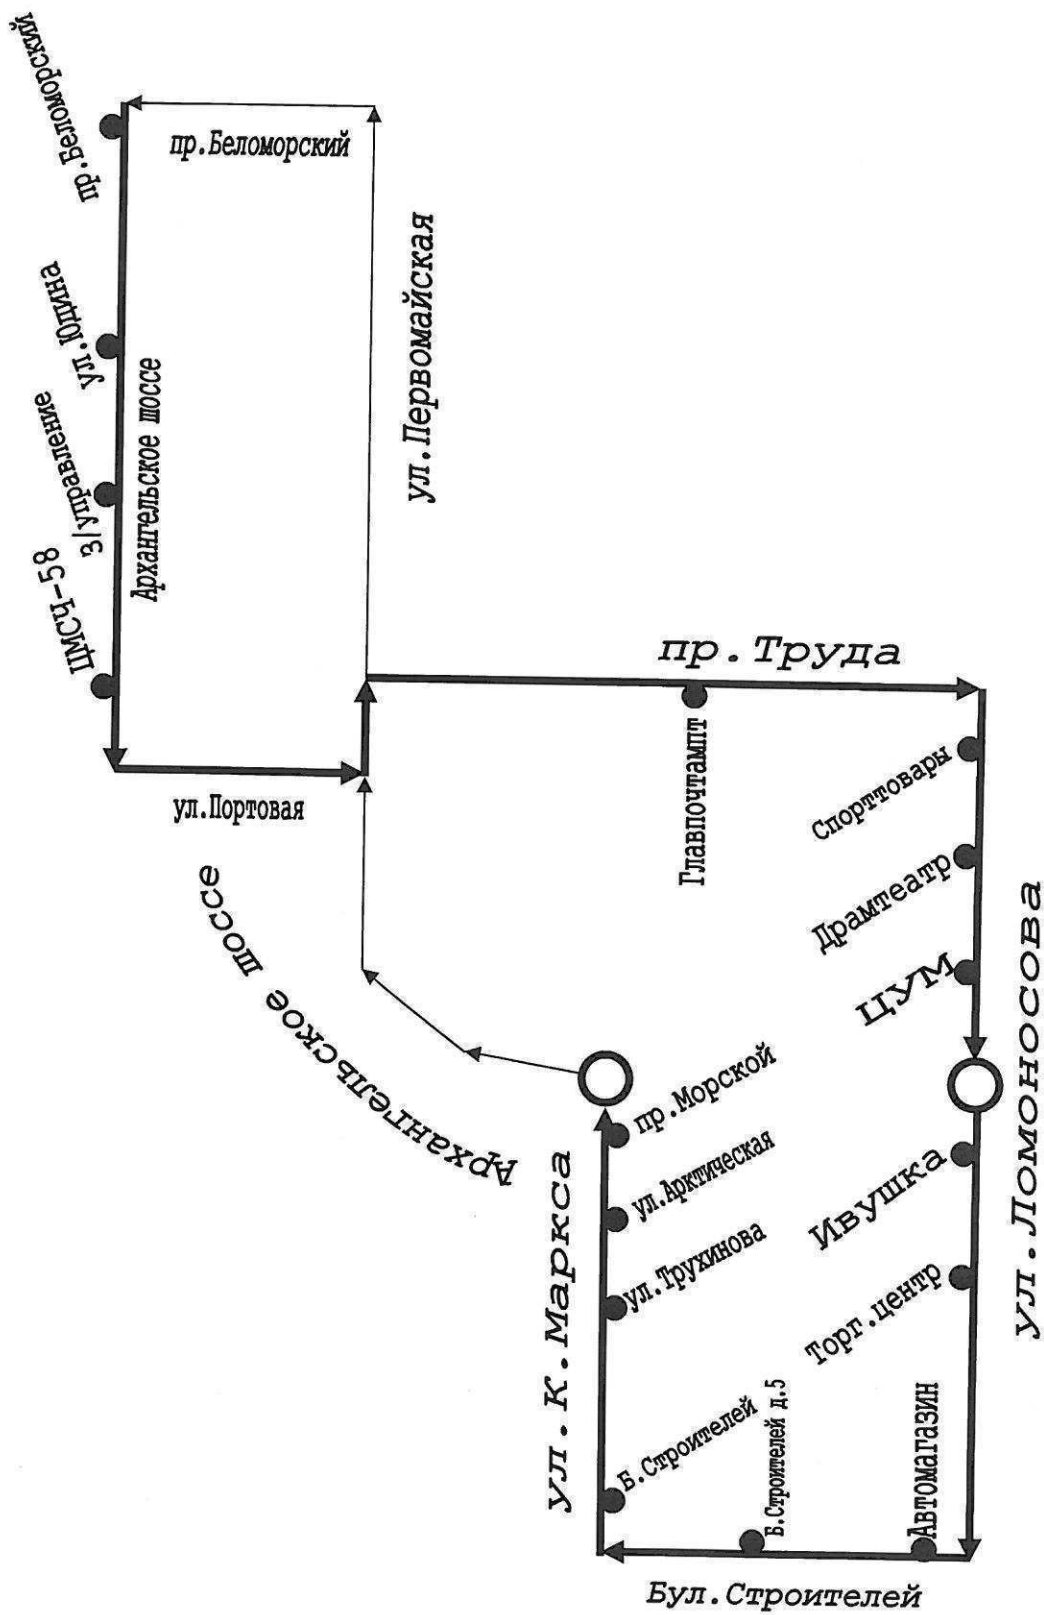 пр.Беломорский
ул.Юдина
З/управление
ЦМСЧ-58
Архангельское шоссе
пр.Беломорский
ул.Первомайская
ул.Портовая
пр.Труда
Главпочтампт
Архангельское шоссе
Спорттовары
Драмтеатр
ЦУМ
ул.Ломоносова
Ивушка
Торг.центр
Автомагазин
Б.Строителей д.5
Бул.Строителей
Б.Строителей
ул.Трухинова
ул.Арктическая
пр.Морской
ул.К.Маркса